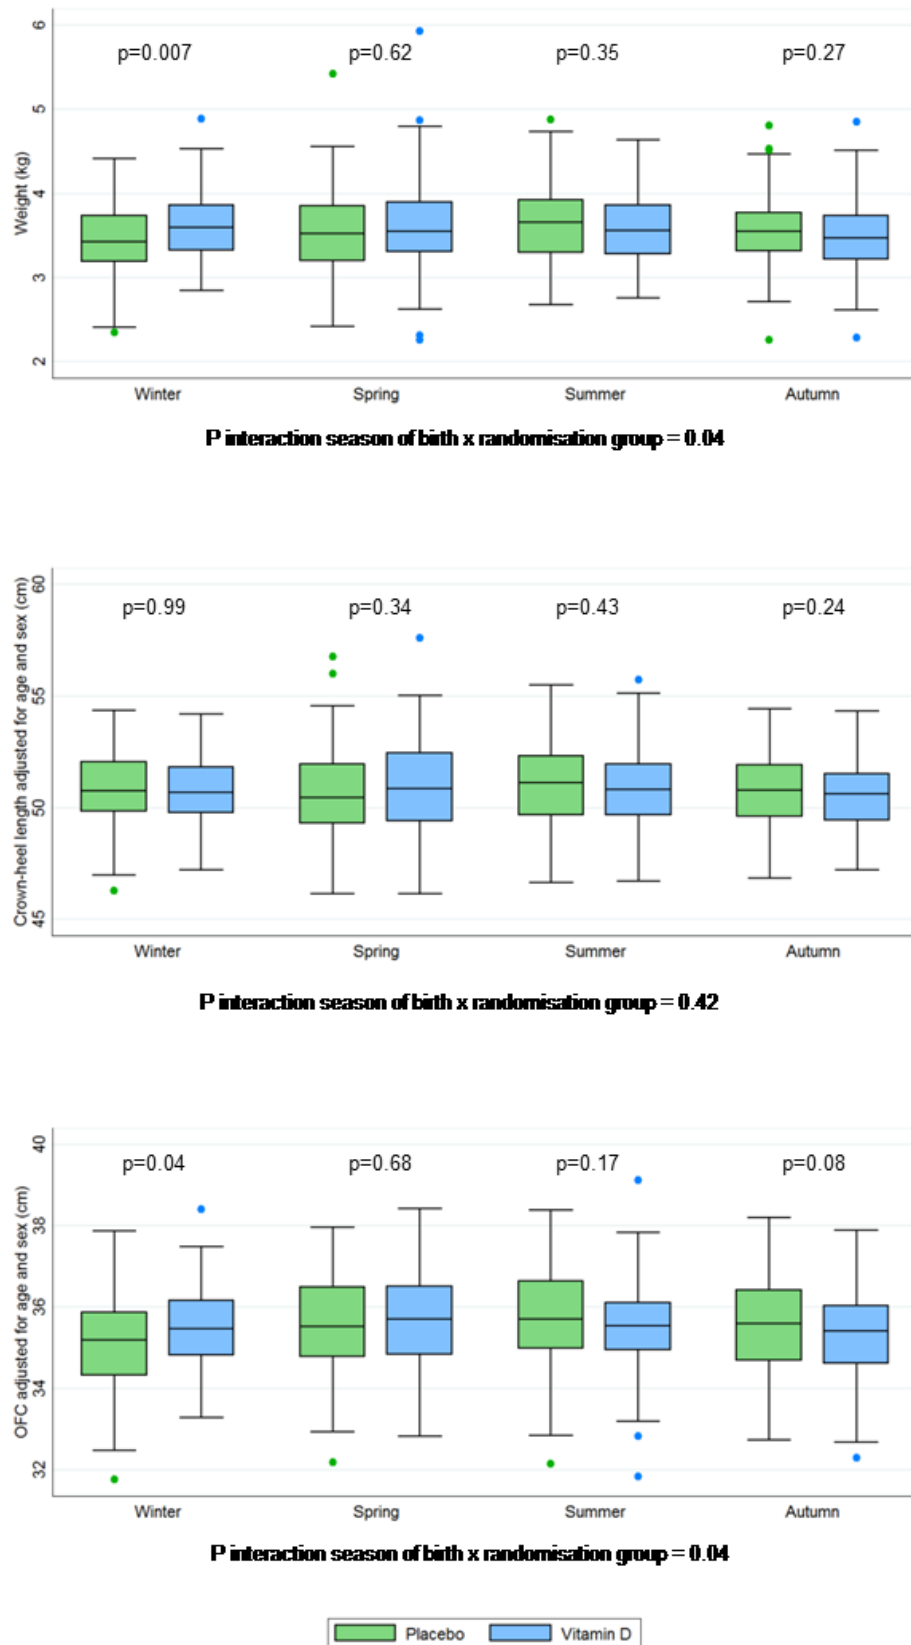 p=0.007 p=0.62 p=0.35 p=0.27
Weight (kg)
6
5
4
3
2
Winter Spring Summer Autumn
P interaction season of birth x randomisation group = 0.04
p=0.99 p=0.34 p=0.43 p=0.24
Crown-heel length adjusted for age and sex (cm)
60
55
50
45
Winter Spring Summer Autumn
P interaction season of birth x randomisation group = 0.42
p=0.04 p=0.68 p=0.17 p=0.08
OFC adjusted for age and sex (cm)
40
38
36
34
32
Winter Spring Summer Autumn
P interaction season of birth x randomisation group = 0.04
Placebo Vitamin D